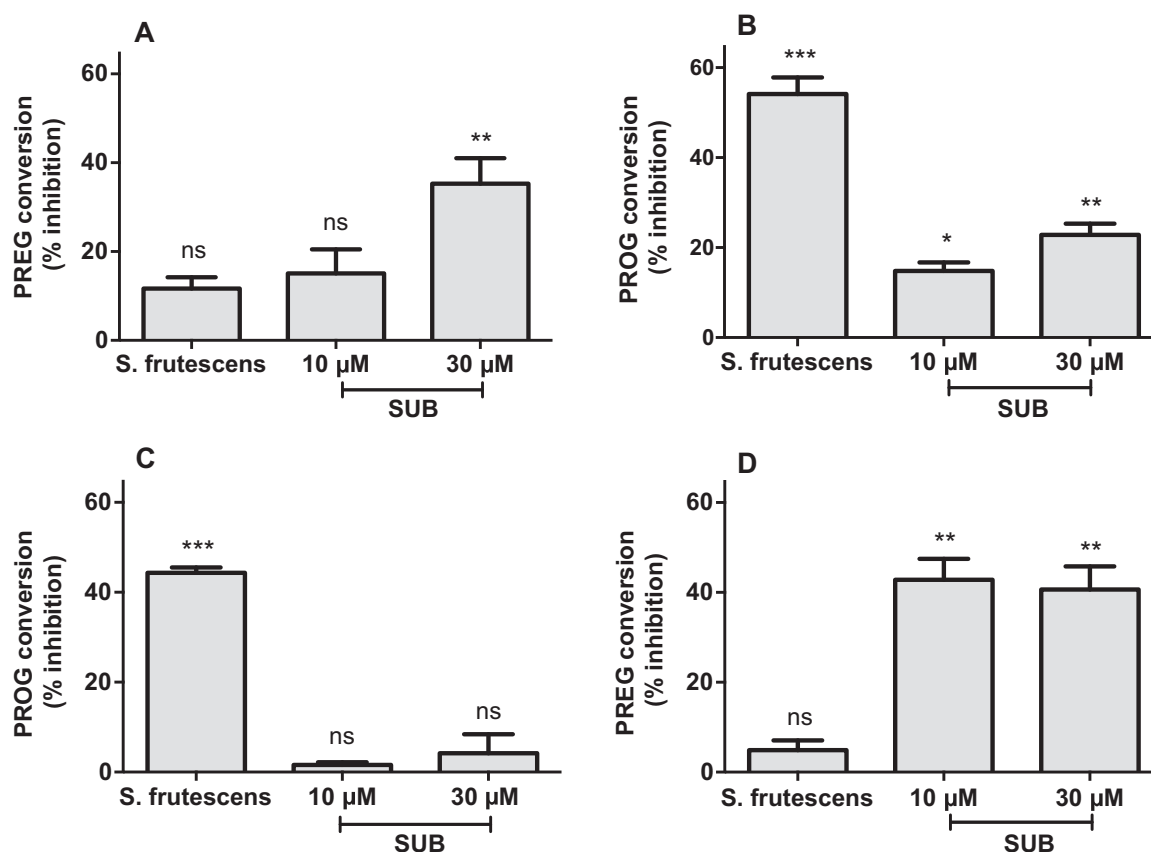 A
PREG conversion
(% inhibition)
60
40
20
0
ns
ns
**
S. frutescens
10 µM
30 µM
SUB
B
PROG conversion
(% inhibition)
60
40
20
0
***
*
**
S. frutescens
10 µM
30 µM
SUB
C
PROG conversion
(% inhibition)
60
40
20
0
***
ns
ns
S. frutescens
10 µM
30 µM
SUB
D
PREG conversion
(% inhibition)
60
40
20
0
ns
**
**
S. frutescens
10 µM
30 µM
SUB